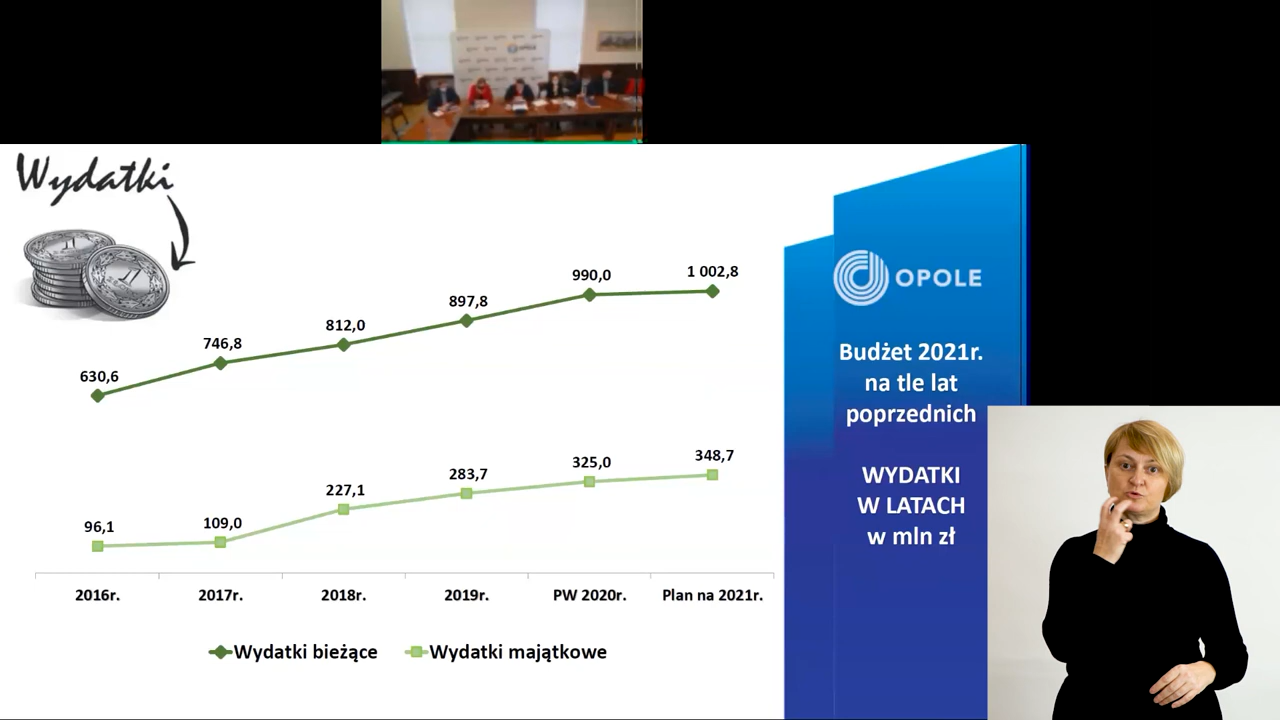 OPOLE
Wydatki
OPOLE
Budżet 2021r.
na tle lat
poprzednich
WYDATKI
W LATACH
w mln zł
630,6
746,8
812,0
897,8
990,0
1 002,8
96,1
109,0
227,1
283,7
325,0
348,7
2016r.
2017r.
2018r.
2019r.
PW 2020r.
Plan na 2021r.
Wydatki bieżące
Wydatki majątkowe